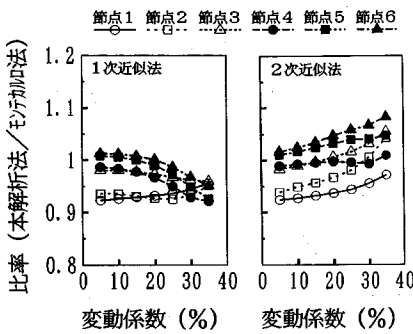 節点1 節点2 節点3 節点4 節点5 節点6
比率 (本解析法/モンテカルロ法)
1.2
1.1
1
0.9
0.8
1次近似法
0 10 20 30 40
変動係数 (%)
2次近似法
0 10 20 30 40
変動係数 (%)